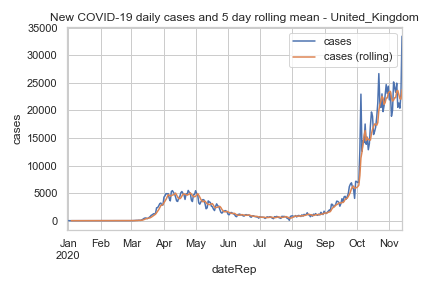 New COVID-19 daily cases and 5 day rolling mean - United_Kingdom
35000
30000
25000
20000
15000
10000
5000
0
cases
cases
cases (rolling)
Jan Feb Mar Apr May Jun Jul Aug Sep Oct Nov
2020
dateRep